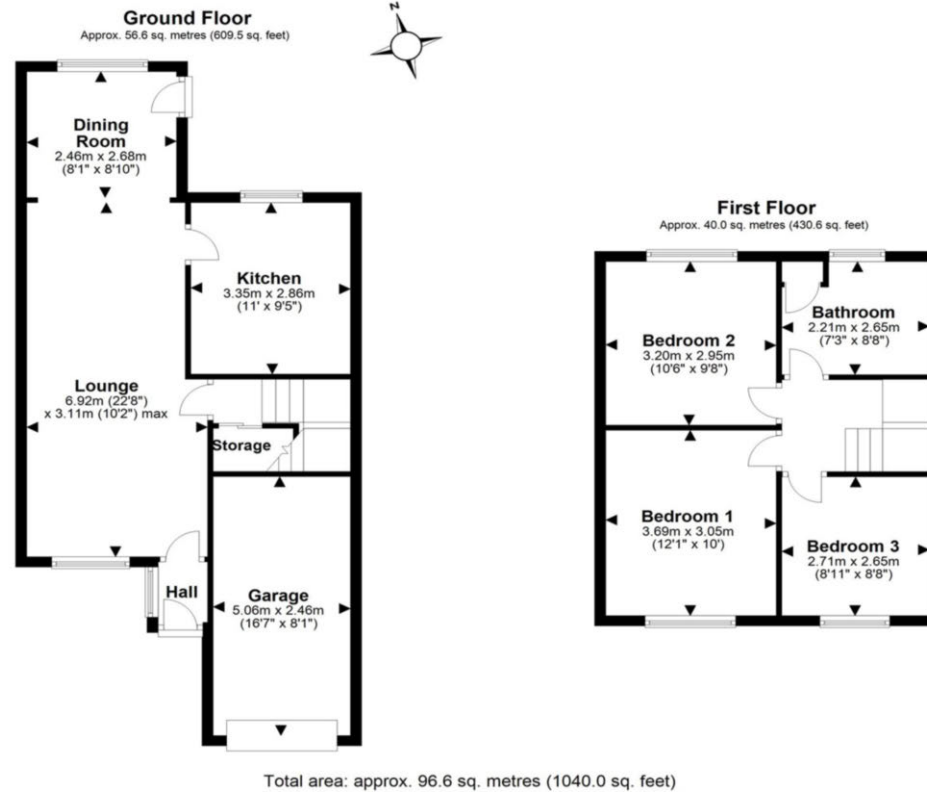 Ground Floor
Approx. 56.6 sq. metres (609.5 sq. feet)
N
Dining
Room
2.46m x 2.68m
(8'1" x 8'10")
Kitchen
3.35m x 2.86m
(11' x 9'5")
Lounge
6.92m (22'8")
x 3.11m (10'2") max
Storage
Hall
Garage
5.06m x 2.46m
(16'7" x 8'1")
First Floor
Approx. 40.0 sq. metres (430.6 sq. feet)
Bedroom 2
3.20m x 2.95m
(10'6" x 9'8")
Bathroom
2.21m x 2.65m
(7'3" x 8'8")
Bedroom 1
3.69m x 3.05m
(12'1" x 10')
Bedroom 3
2.71m x 2.65m
(8'11" x 8'8")
Total area: approx. 96.6 sq. metres (1040.0 sq. feet)